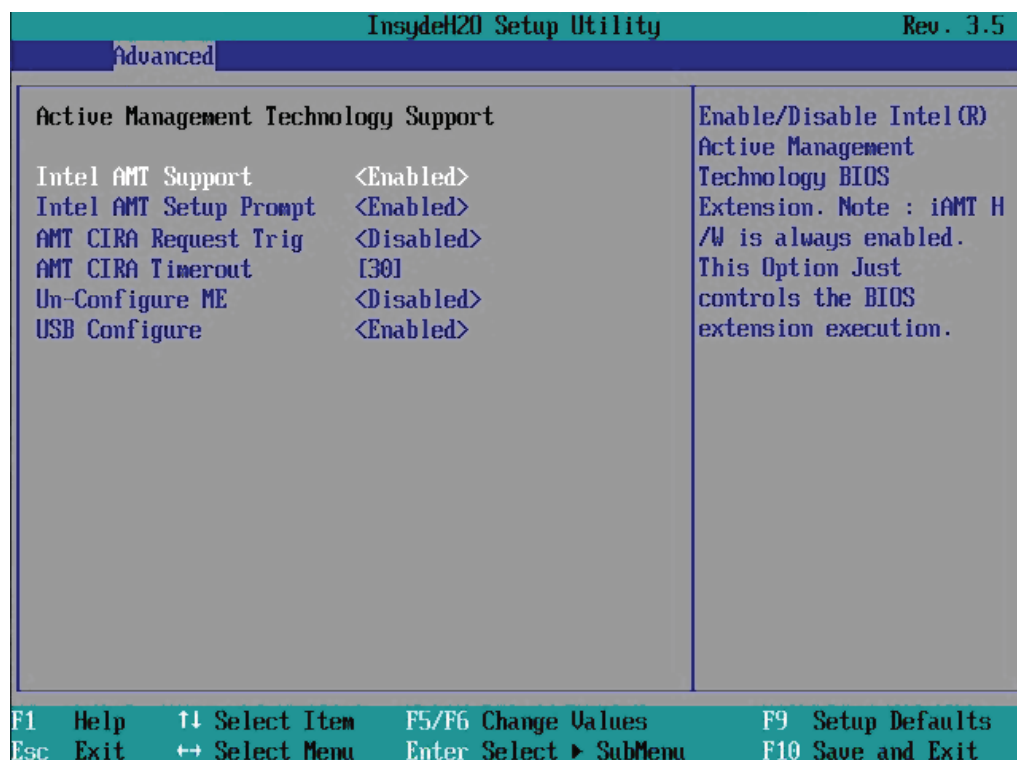 InsydeH20 Setup Utility Rev. 3.5
Advanced
Active Management Technology Support
Intel AMT Support <Enabled>
Intel AMT Setup Prompt <Enabled>
AMT CIRA Request Trig <Disabled>
AMT CIRA Timerout [30]
Un-Configure ME <Disabled>
USB Configure <Enabled>
Enable/Disable Intel(R)
Active Management
Technology BIOS
Extension. Note : iAMT H
/W is always enabled.
This Option Just
controls the BIOS
extension execution.
F1 Help ↑↓ Select Item F5/F6 Change Values F9 Setup Defaults
Esc Exit ↔ Select Menu Enter Select ▶ SubMenu F10 Save and Exit